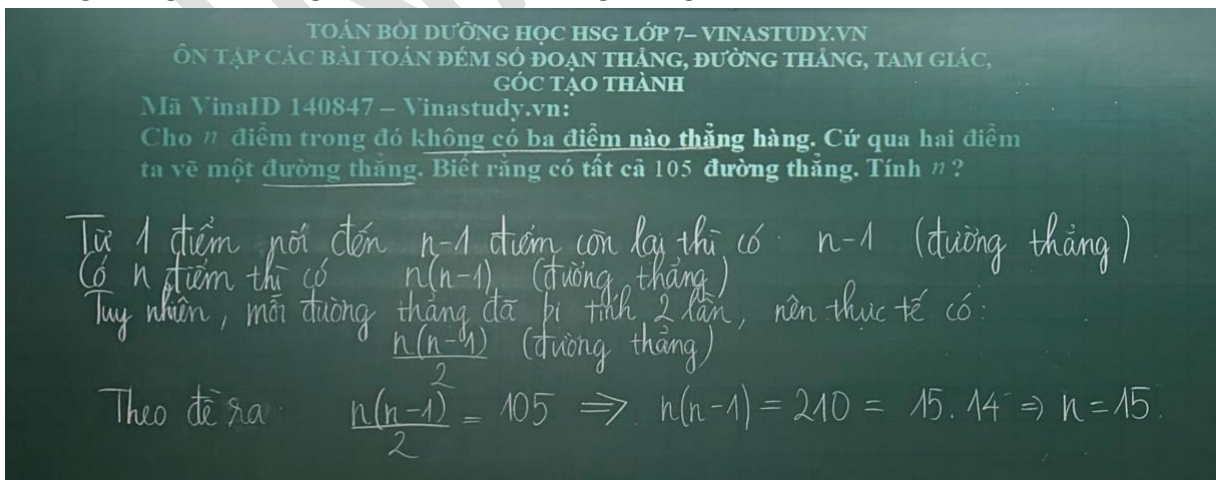 TOÁN BỒI DƯỠNG HỌC HSG LỚP 7– VINASTUDY.VN
ÔN TẬP CÁC BÀI TOÁN ĐẾM SỐ ĐOẠN THẲNG, ĐƯỜNG THẲNG, TAM GIÁC,
GÓC TẠO THÀNH
Mã VinaID 140847 – Vinastudy.vn:
Cho n điểm trong đó không có ba điểm nào thẳng hàng. Cứ qua hai điểm
ta vẽ một đường thẳng. Biết rằng có tất cả 105 đường thẳng. Tính n ?
Từ 1 điểm nối đến n-1 điểm còn lại thì có n-1 (đường thẳng)
Có n điểm thì có n(n-1) (đường thẳng)
Tuy nhiên, mỗi đường thẳng đã bị tính 2 lần, nên thực tế có:
n(n-1)/2 (đường thẳng)
Theo đề ra n(n-1)/2 = 105 => n(n-1) = 210 = 15.14 => n = 15.